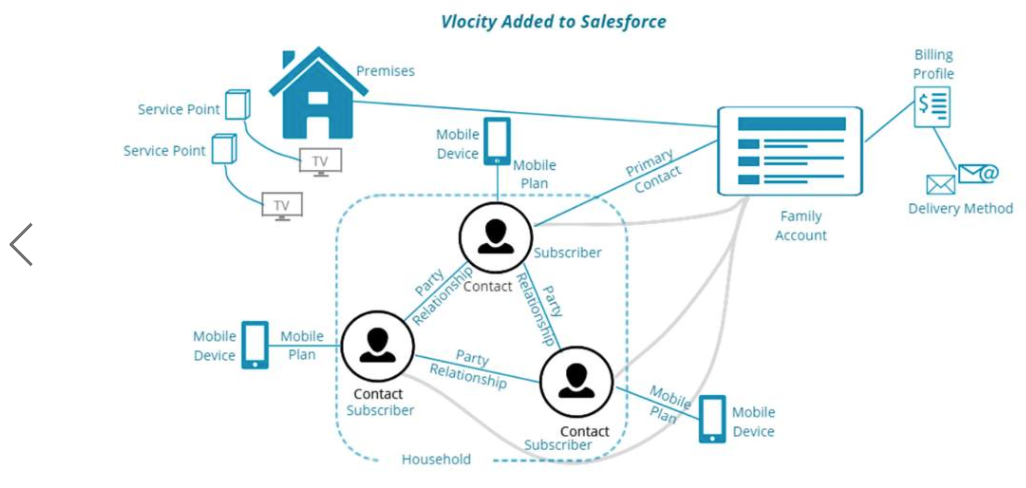 Vlocity Added to Salesforce
Billing
Profile
Premises
Service Point
Service Point
TV
TV
Mobile
Device
Mobile
Plan
Primary
Contact
Delivery Method
Family
Account
Subscriber
Contact
Party
Relationship
Party
Relationship
Mobile
Device
Mobile
Plan
Party
Relationship
Contact
Subscriber
Mobile
Plan
Mobile
Device
Contact
Subscriber
Household